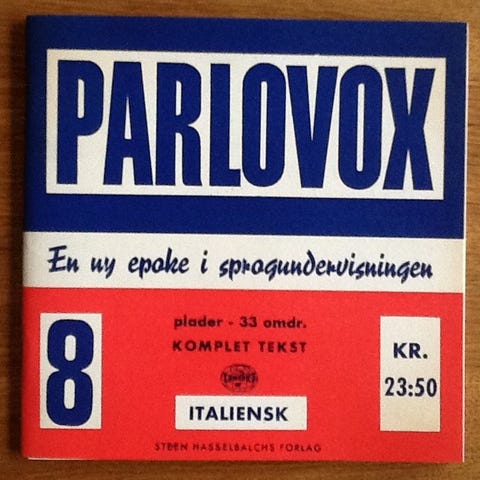 PARLOVOX
En ny epoke i sprogundervisningen
8
plader - 33 omdr.
KOMPLET TEKST
ITALIENSK
KR.
23:50
STEEN HASSELBALCHS FORLAG